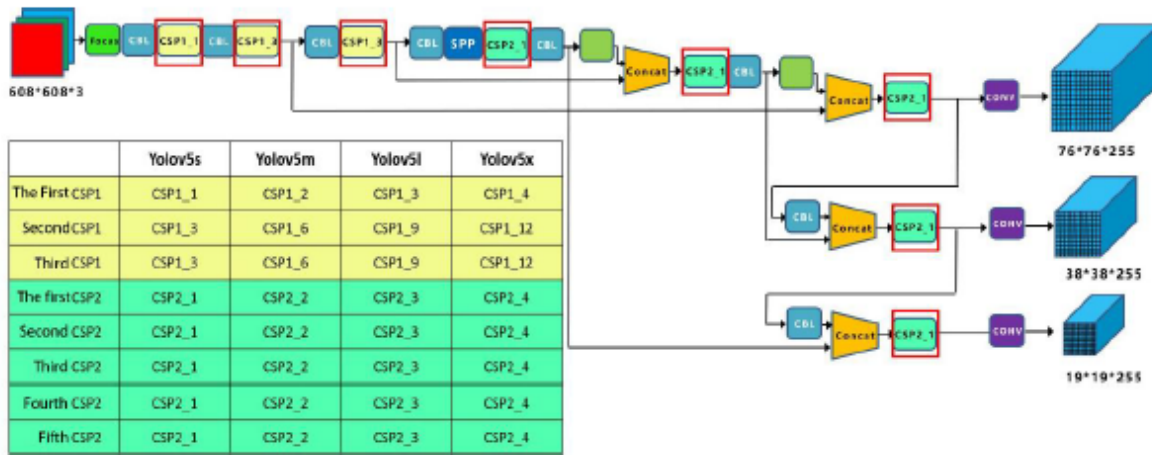 Focus CBL CSP1_1 CBL CSP1_3 CBL CSP1_3 CBL SPP CSP2_1 CBL
Concat CSP2_1 CBL
Concat CSP2_1 CONV
608*608*3
76*76*255
Yolov5s Yolov5m Yolov5l Yolov5x
The First CSP1 CSP1_1 CSP1_2 CSP1_3 CSP1_4
Second CSP1 CSP1_3 CSP1_6 CSP1_9 CSP1_12
Third CSP1 CSP1_3 CSP1_6 CSP1_9 CSP1_12
The first CSP2 CSP2_1 CSP2_2 CSP2_3 CSP2_4
Second CSP2 CSP2_1 CSP2_2 CSP2_3 CSP2_4
Third CSP2 CSP2_1 CSP2_2 CSP2_3 CSP2_4
Fourth CSP2 CSP2_1 CSP2_2 CSP2_3 CSP2_4
Fifth CSP2 CSP2_1 CSP2_2 CSP2_3 CSP2_4
CBL Concat CSP2_1 CONV
38*38*255
CBL Concat CSP2_1 CONV
19*19*255